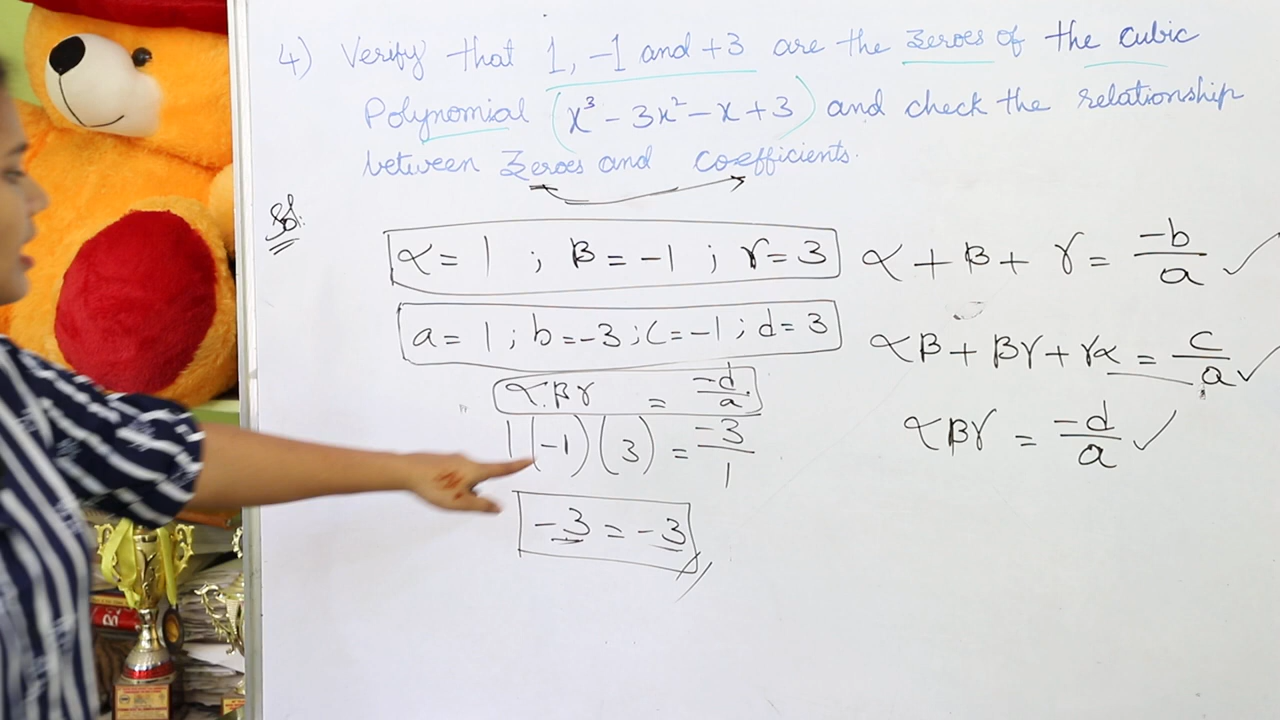 4) Verify that 1, -1 and +3 are the zeroes of the cubic
Polynomial (x³ - 3x² - x + 3) and check the relationship
between zeroes and coefficients.
Sol:
α = 1 ; β = -1 ; γ = 3
α + β + γ = -b/a ✓
a = 1 ; b = -3 ; c = -1 ; d = 3
αβ + βγ + γα = c/a ✓
αβγ = -d/a
αβγ = -d/a ✓
1(-1)(3) = -3/1
-3 = -3